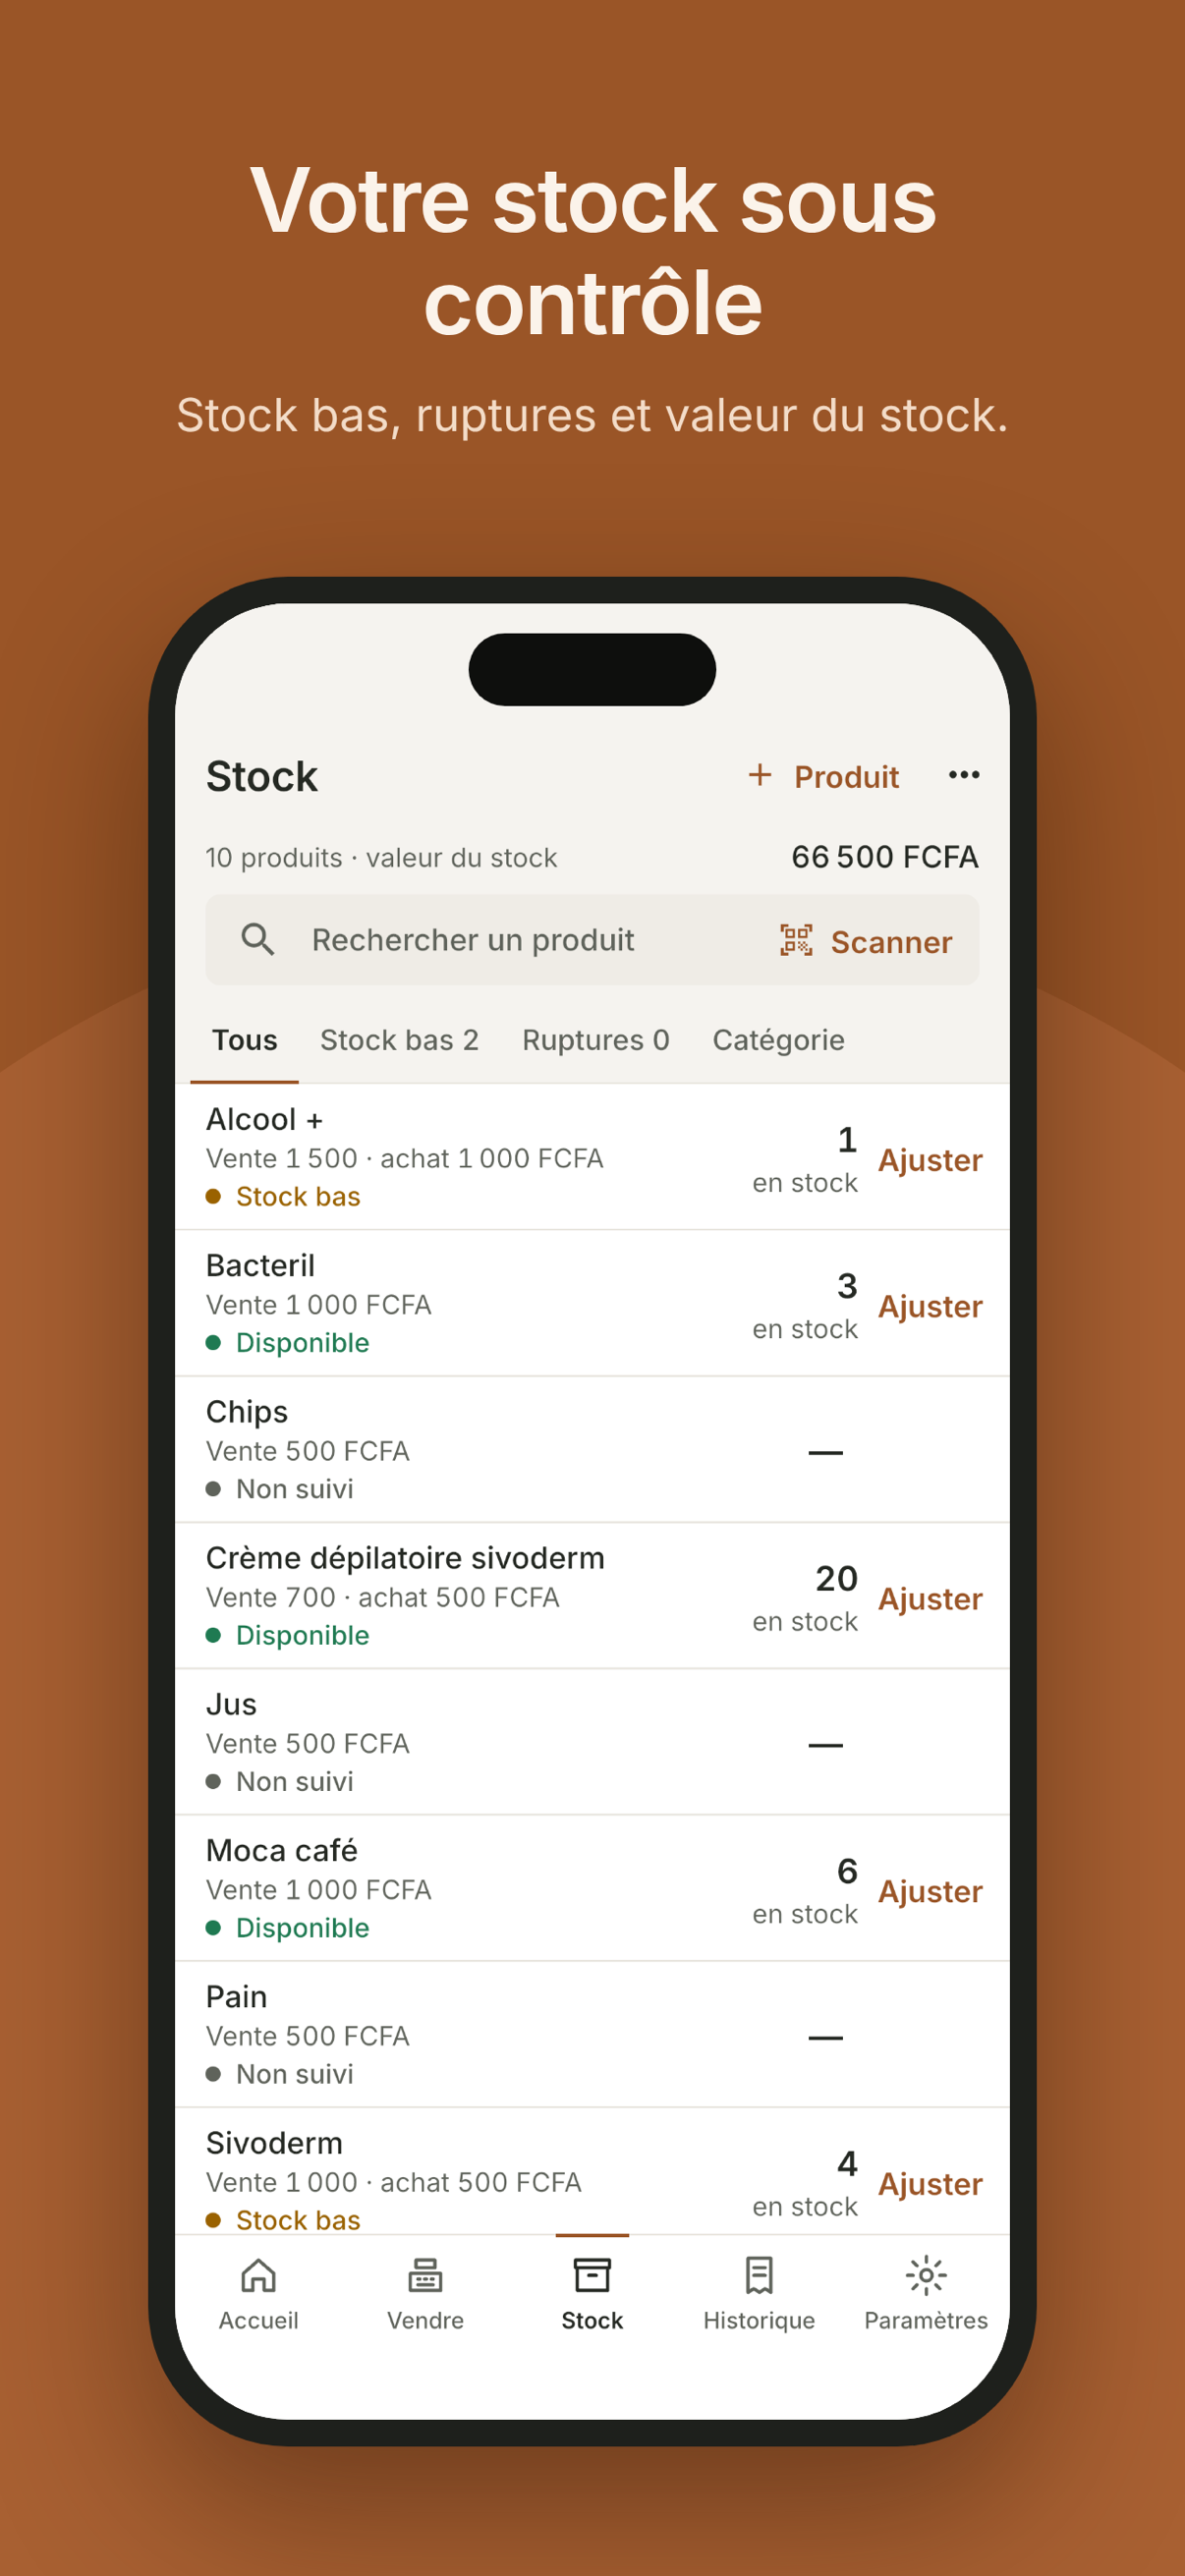 Votre stock sous
contrôle
Stock bas, ruptures et valeur du stock.
Stock
+ Produit •••
10 produits · valeur du stock
66 500 FCFA
Rechercher un produit
Scanner
Tous
Stock bas 2
Ruptures 0
Catégorie
Alcool +
Vente 1 500 · achat 1 000 FCFA
Stock bas
1
en stock
Ajuster
Bacteril
Vente 1 000 FCFA
Disponible
3
en stock
Ajuster
Chips
Vente 500 FCFA
Non suivi
—
Crème dépilatoire sivoderm
Vente 700 · achat 500 FCFA
Disponible
20
en stock
Ajuster
Jus
Vente 500 FCFA
Non suivi
—
Moca café
Vente 1 000 FCFA
Disponible
6
en stock
Ajuster
Pain
Vente 500 FCFA
Non suivi
—
Sivoderm
Vente 1 000 · achat 500 FCFA
Stock bas
4
en stock
Ajuster
Accueil
Vendre
Stock
Historique
Paramètres